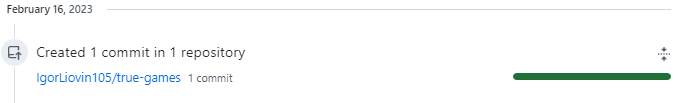 February 16, 2023
Created 1 commit in 1 repository
IgorLiovin105/true-games 1 commit